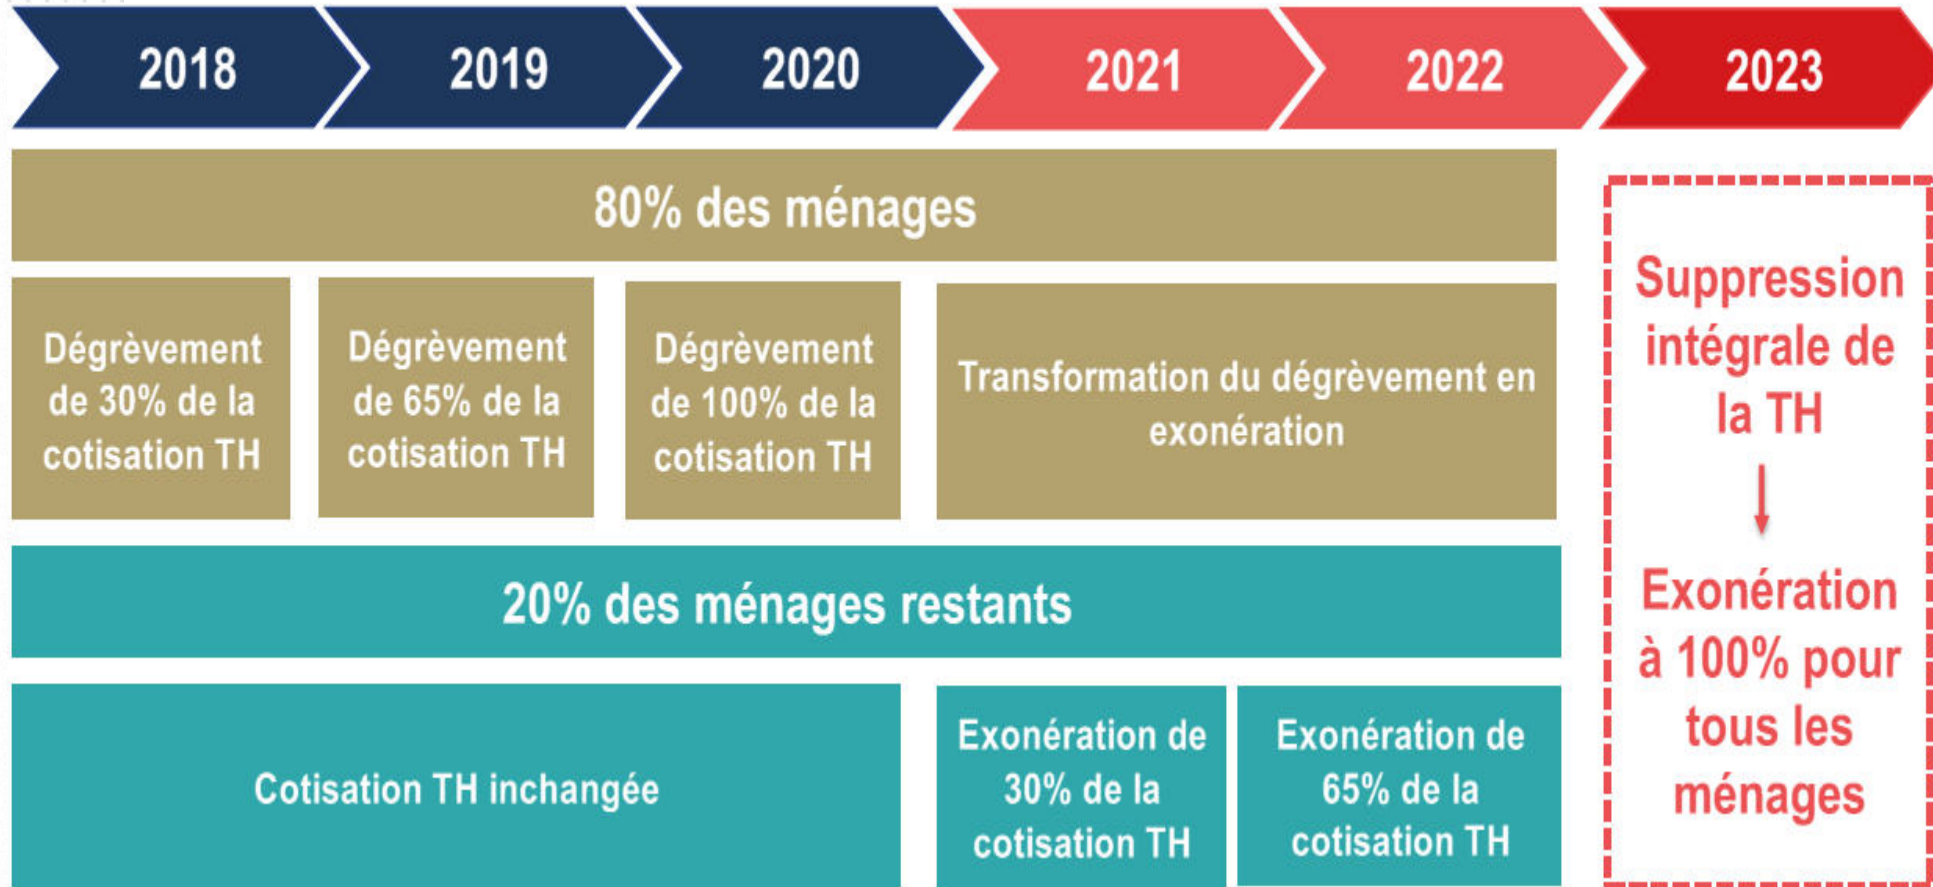 2018
2019
2020
2021
2022
2023
80% des ménages
Dégrèvement
de 30% de la
cotisation TH
Dégrèvement
de 65% de la
cotisation TH
Dégrèvement
de 100% de la
cotisation TH
Transformation du dégrèvement en
exonération
20% des ménages restants
Cotisation TH inchangée
Exonération de
30% de la
cotisation TH
Exonération de
65% de la
cotisation TH
Suppression
intégrale de
la TH
Exonération
à 100% pour
tous les
ménages